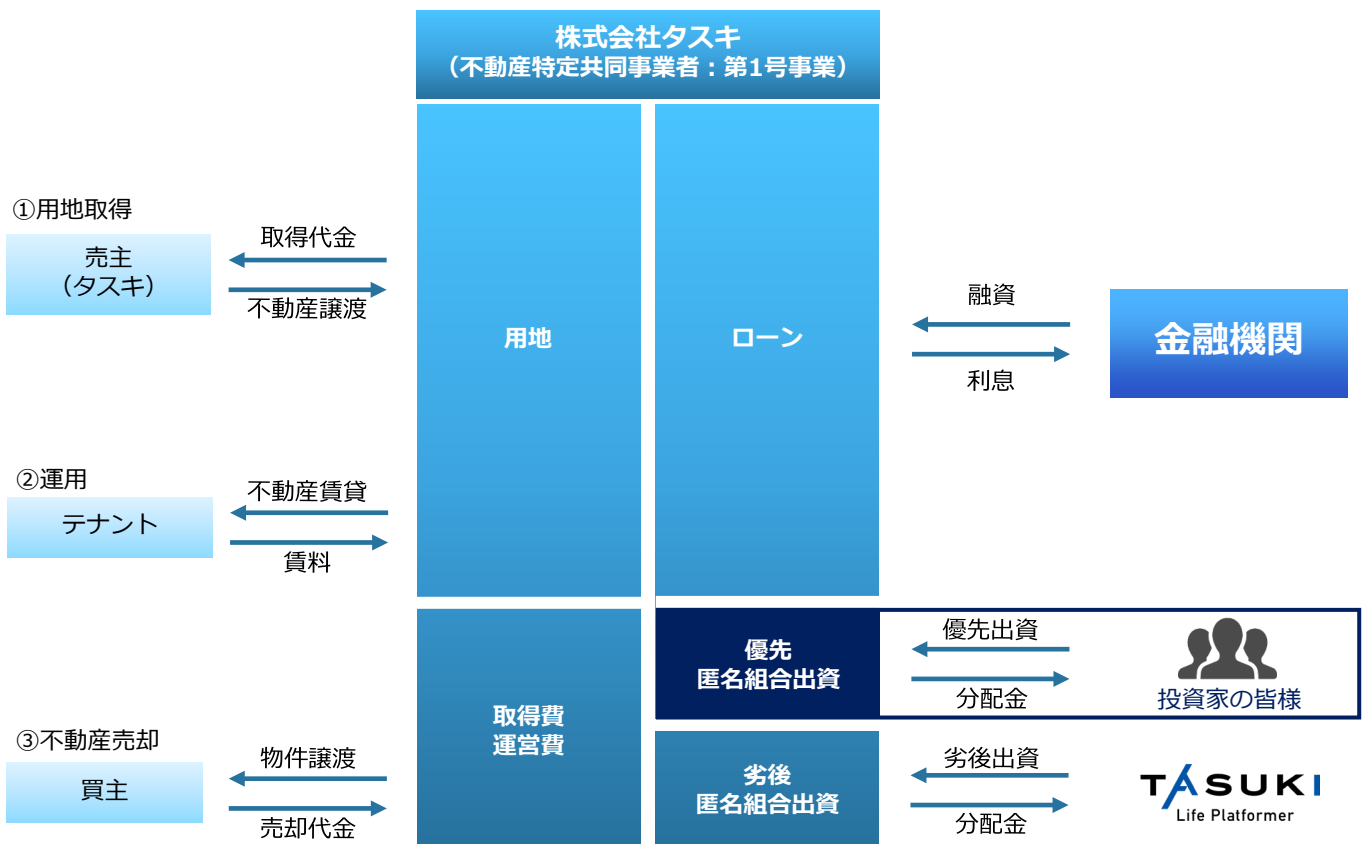 株式会社タスキ
（不動産特定共同事業者：第1号事業）
①用地取得
売主
（タスキ）
取得代金
不動産譲渡
②運用
テナント
不動産賃貸
賃料
③不動産売却
買主
物件譲渡
売却代金
用地
取得費
運営費
ローン
優先
匿名組合出資
劣後
匿名組合出資
融資
利息
金融機関
優先出資
分配金
投資家の皆様
劣後出資
分配金
TASUKI
Life Platformer